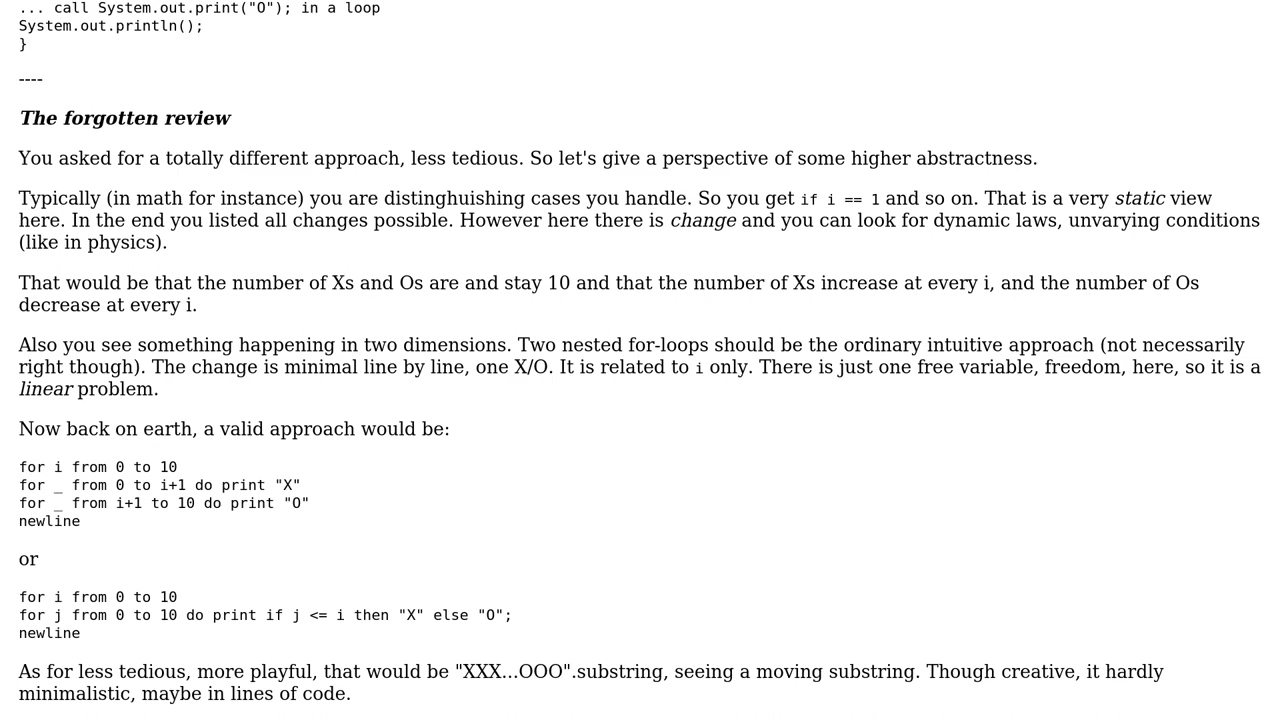 ... call System.out.print("O"); in a loop
System.out.println();
}
----
The forgotten review
You asked for a totally different approach, less tedious. So let's give a perspective of some higher abstractness.
Typically (in math for instance) you are distinghuishing cases you handle. So you get if i == 1 and so on. That is a very static view
here. In the end you listed all changes possible. However here there is change and you can look for dynamic laws, unvarying conditions
(like in physics).
That would be that the number of Xs and Os are and stay 10 and that the number of Xs increase at every i, and the number of Os
decrease at every i.
Also you see something happening in two dimensions. Two nested for-loops should be the ordinary intuitive approach (not necessarily
right though). The change is minimal line by line, one X/O. It is related to i only. There is just one free variable, freedom, here, so it is a
linear problem.
Now back on earth, a valid approach would be:
for i from 0 to 10
for _ from 0 to i+1 do print "X"
for _ from i+1 to 10 do print "O"
newline
or
for i from 0 to 10
for j from 0 to 10 do print if j <= i then "X" else "O";
newline
As for less tedious, more playful, that would be "XXX...OOO".substring, seeing a moving substring. Though creative, it hardly
minimalistic, maybe in lines of code.